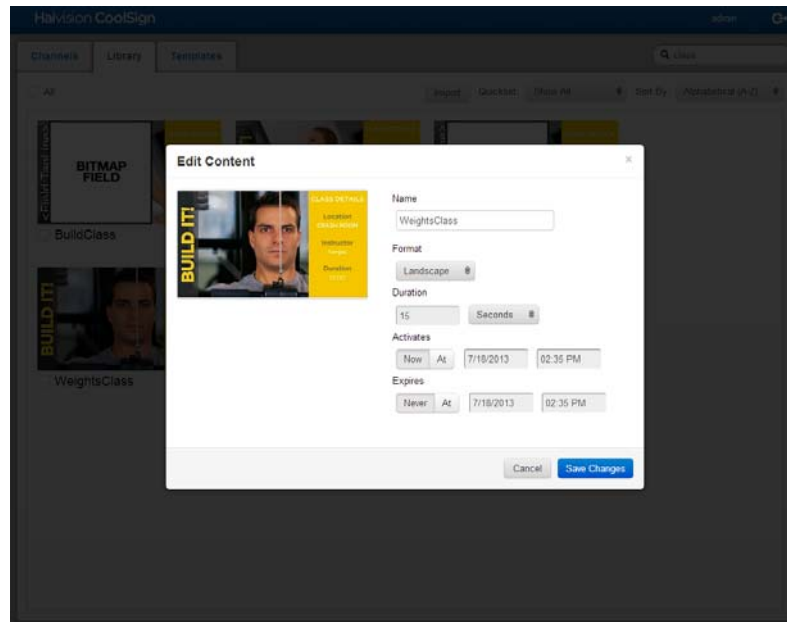 Haivision CoolSign
admin
Channels Library Templates
class
All
Import Quicklist Show All Sort By Alphabetical (A-Z)
BITMAP
FIELD
BuildClass
BUILD IT!
WeightsClass
Edit Content
×
BUILD IT!
CLASS DETAILS
Location
Instructor
Duration
Name
WeightsClass
Format
Landscape
Duration
15 Seconds
Activates
Now At 7/18/2013 02:35 PM
Expires
Never At 7/18/2013 02:35 PM
Cancel Save Changes